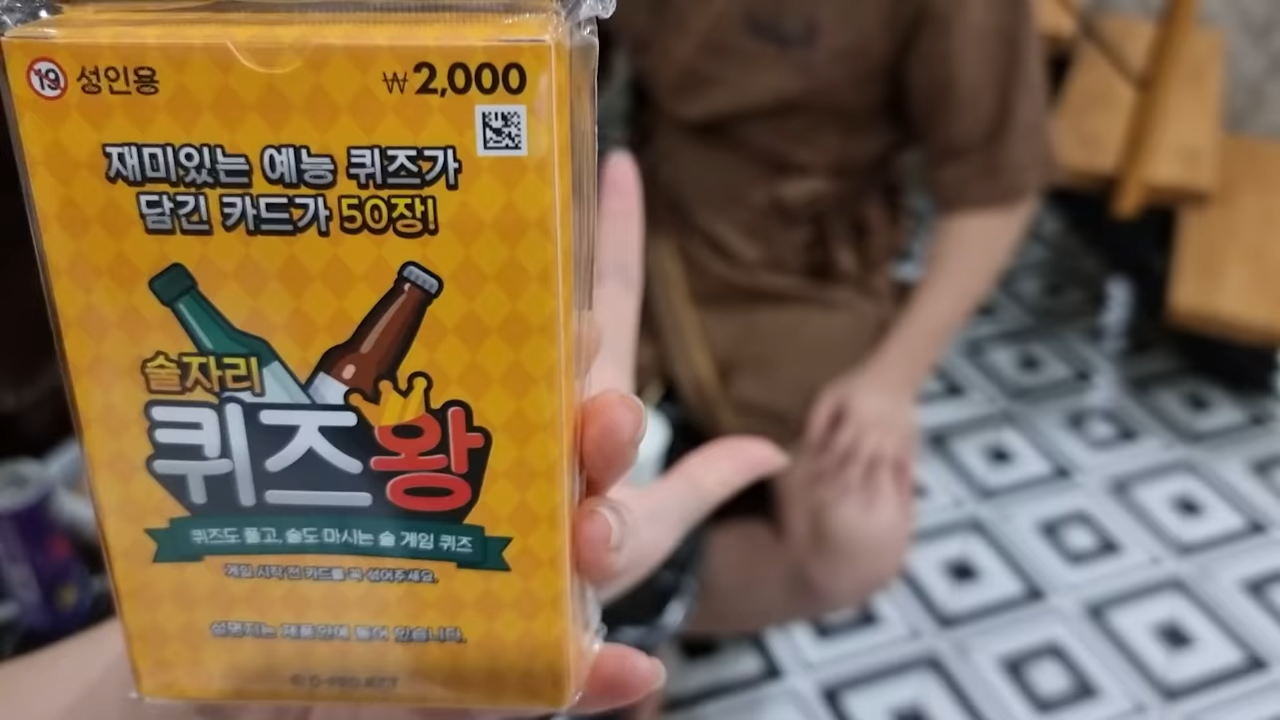 19 성인용
₩2,000
재미있는 예능 퀴즈가
담긴 카드가 50장!
술자리
퀴즈왕
퀴즈도 풀고, 술도 마시는 술 게임 퀴즈
게임 시작 전 카드를 꼭 섞어주세요.
설명지는 제품안에 들어 있습니다.